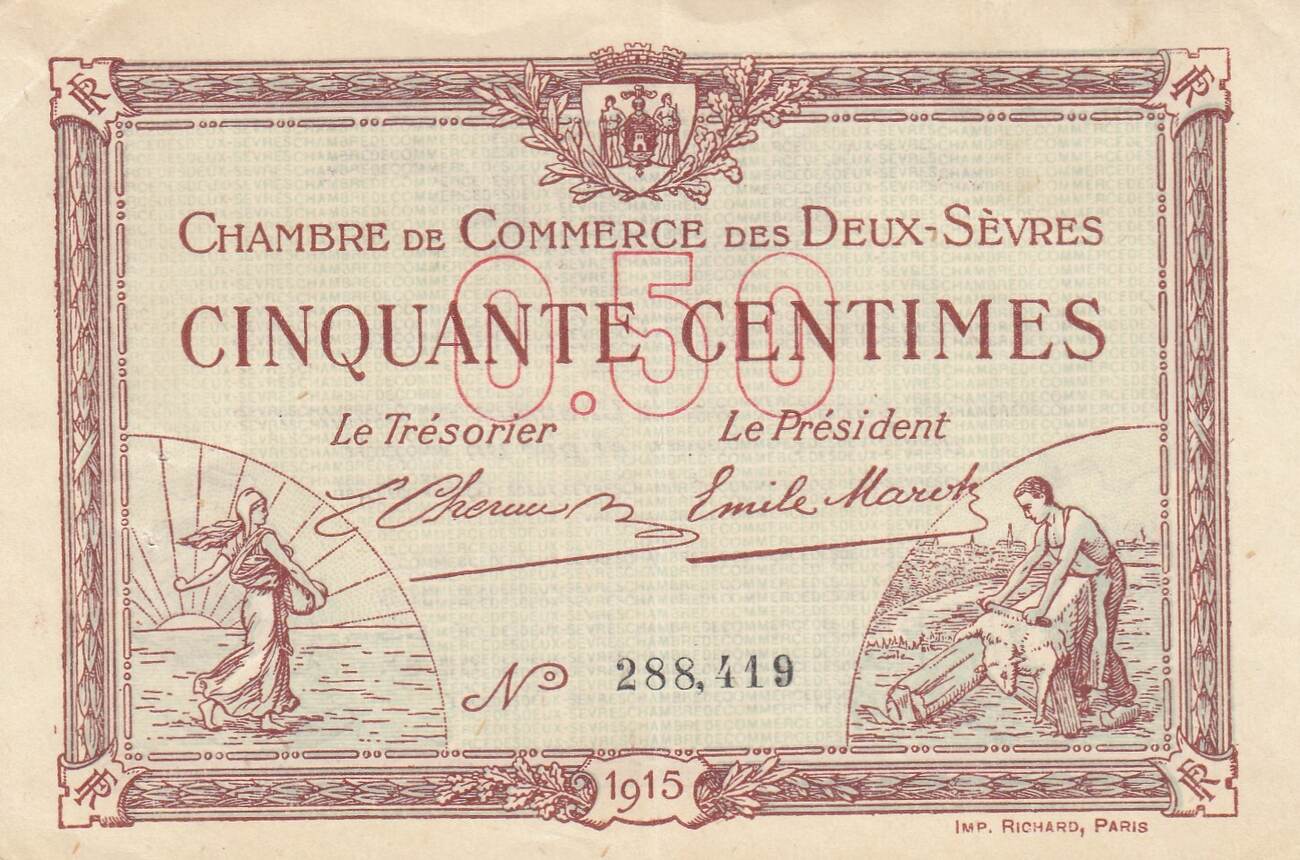 RF
RF
CHAMBRE DE COMMERCE DES DEUX-SÈVRES
0.50
CINQUANTE CENTIMES
Le Trésorier
Le Président
Emile Marot
Nº 288,419
RF
1915
RF
IMP. RICHARD, PARIS